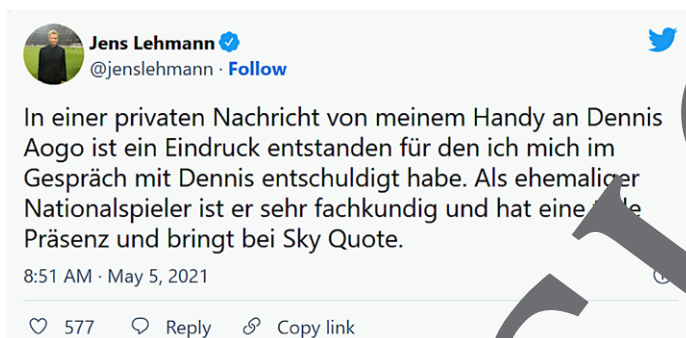 Jens Lehmann
@jenslehmann · Follow
In einer privaten Nachricht von meinem Handy an Dennis
Aogo ist ein Eindruck entstanden für den ich mich im
Gespräch mit Dennis entschuldigt habe. Als ehemaliger
Nationalspieler ist er sehr fachkundig und hat eine
Präsenz und bringt bei Sky Quote.
8:51 AM · May 5, 2021
577 Reply Copy link